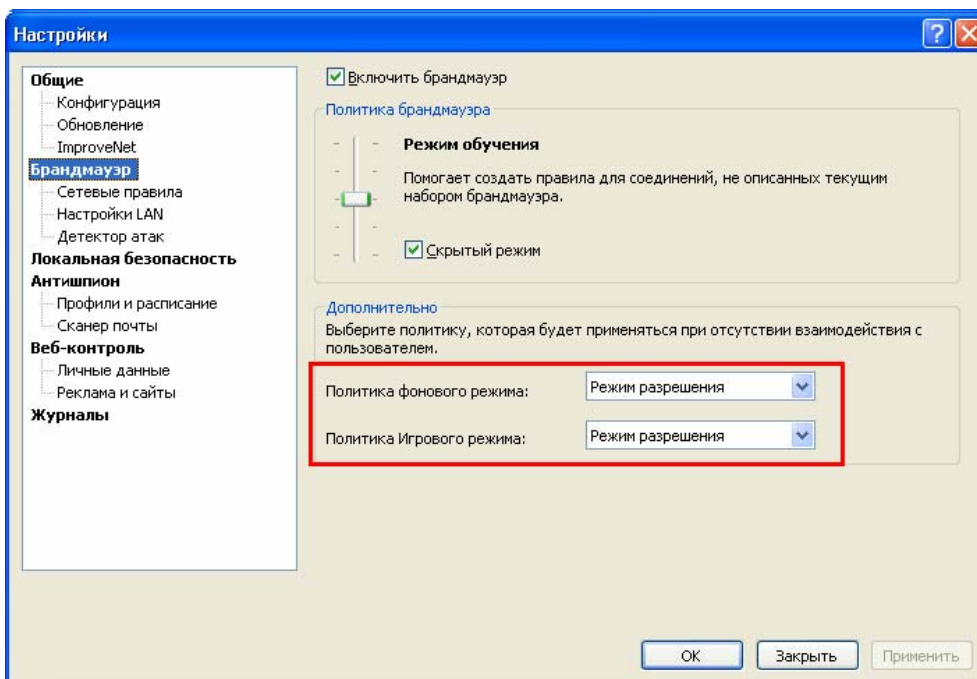 Настройки
Общие
Конфигурация
Обновление
ImproveNet
Брандмауэр
Сетевые правила
Настройки LAN
Детектор атак
Локальная безопасность
Антишпион
Профили и расписание
Сканер почты
Веб-контроль
Личные данные
Реклама и сайты
Журналы
Включить брандмауэр
Политика брандмауэра
Режим обучения
Помогает создать правила для соединений, не описанных текущим
набором брандмауэра.
Скрытый режим
Дополнительно
Выберите политику, которая будет применяться при отсутствии взаимодействия с
пользователем.
Политика фонового режима: Режим разрешения
Политика Игрового режима: Режим разрешения
ОК Закрыть Применить